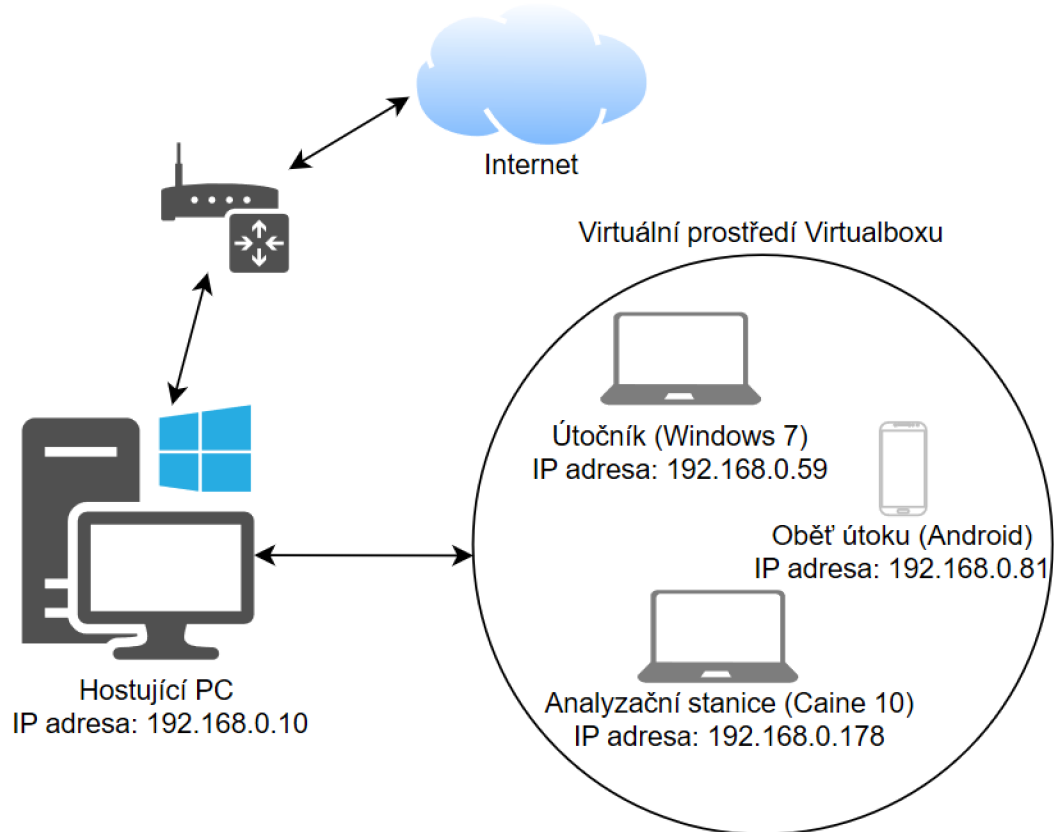 Internet
Virtuální prostředí Virtualboxu
Útočník (Windows 7)
IP adresa: 192.168.0.59
Oběť útoku (Android)
IP adresa: 192.168.0.81
Analyzační stanice (Caine 10)
IP adresa: 192.168.0.178
Hostující PC
IP adresa: 192.168.0.10